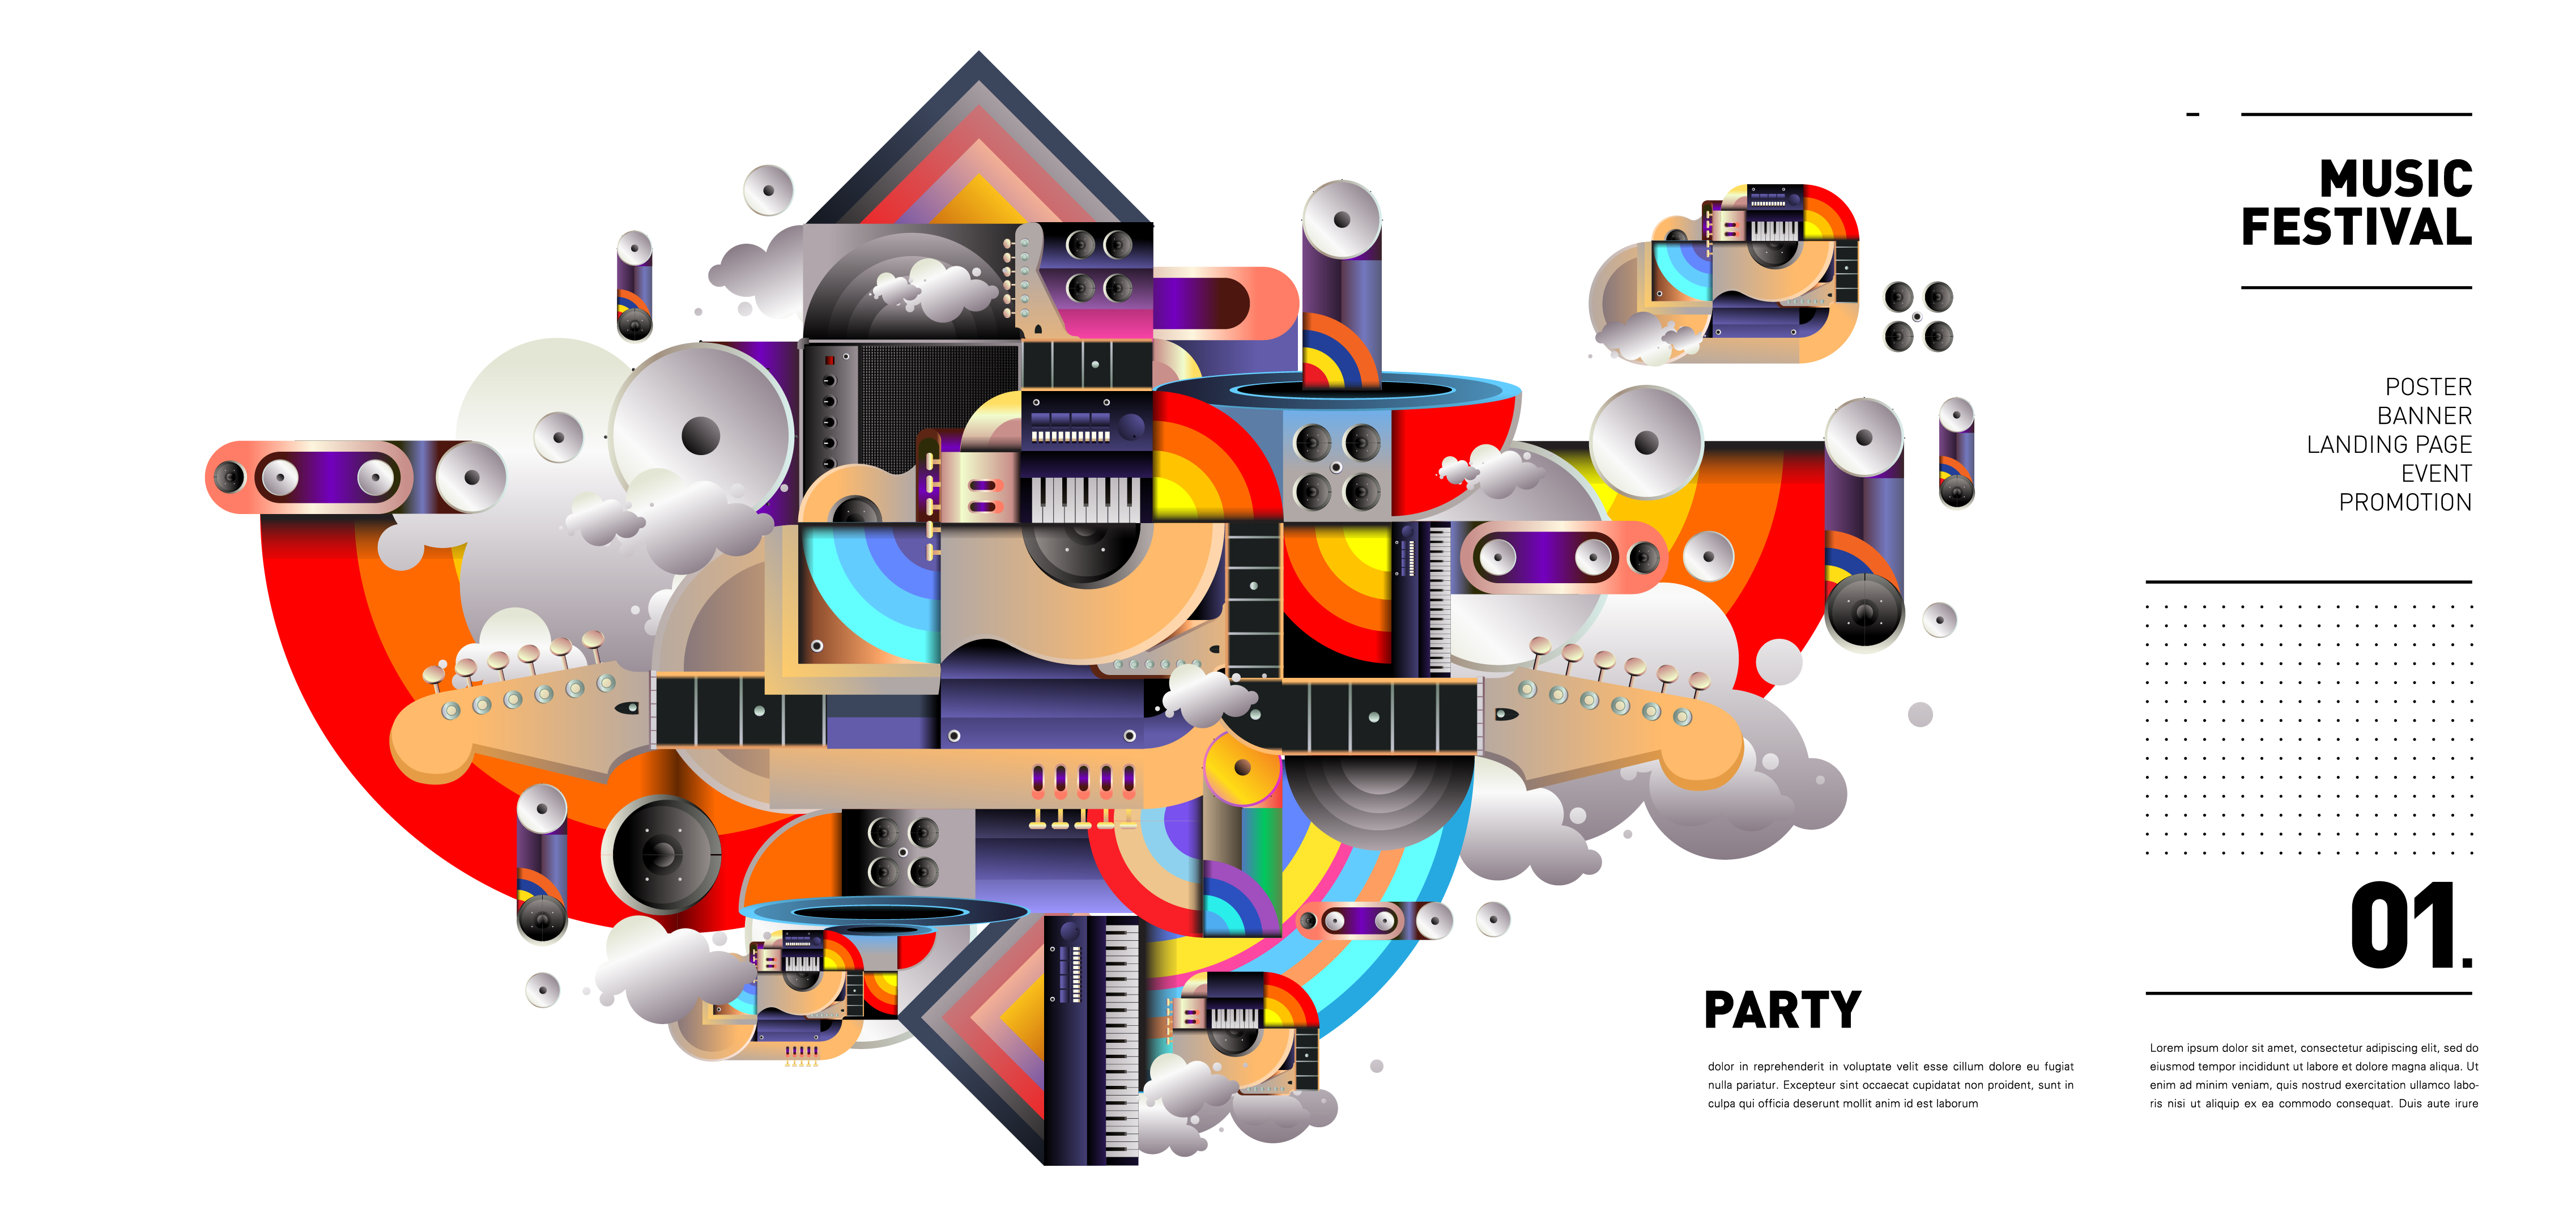 MUSIC
FESTIVAL
POSTER
BANNER
LANDING PAGE
EVENT
PROMOTION
01.
PARTY
dolor in reprehenderit in voluptate velit esse cillum dolore eu fugiat
nulla pariatur. Excepteur sint occaecat cupidatat non proident, sunt in
culpa qui officia deserunt mollit anim id est laborum
Lorem ipsum dolor sit amet, consectetur adipiscing elit, sed do
eiusmod tempor incididunt ut labore et dolore magna aliqua. Ut
enim ad minim veniam, quis nostrud exercitation ullamco labo-
ris nisi ut aliquip ex ea commodo consequat. Duis aute irure